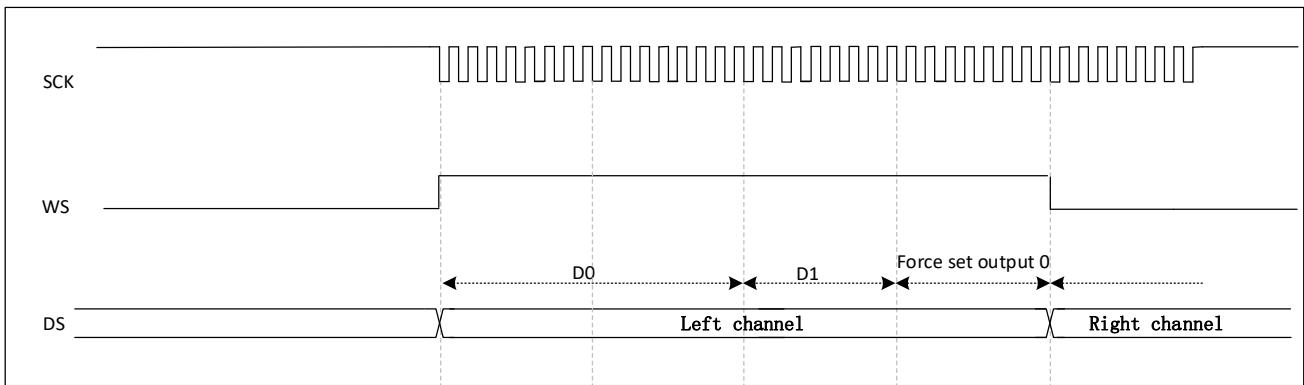 SCK
WS
Force set output 0
D0 D1
DS Left channel Right channel